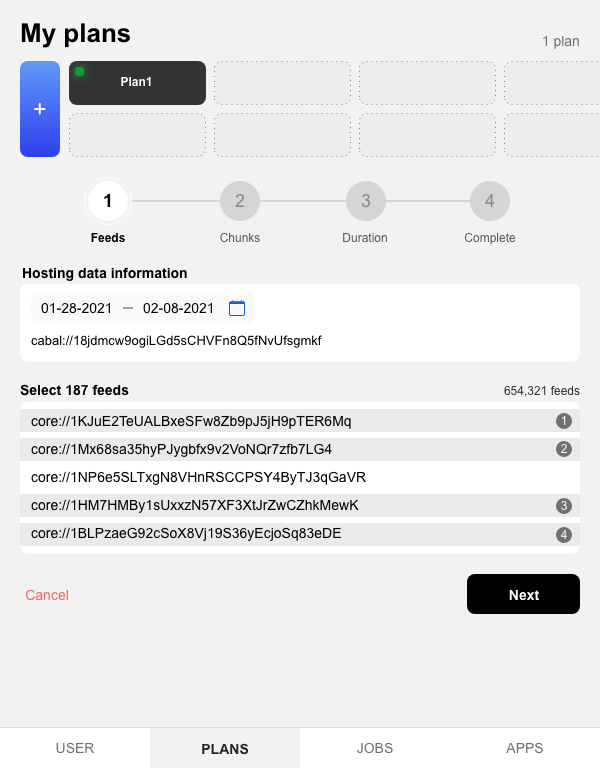 My plans
1 plan
+
Plan1
1
2
3
4
Feeds
Chunks
Duration
Complete
Hosting data information
01-28-2021 — 02-08-2021
cabal://18jdmcw9ogiLGd5sCHVFn8Q5fNvUfsgmkf
Select 187 feeds
654,321 feeds
core://1KJuE2TeUALBxeSFw8Zb9pJ5jH9pTER6Mq 1
core://1Mx68sa35hyPJygbfx9v2VoNQr7zfb7LG4 2
core://1NP6e5SLTxgN8VHnRSCCPSY4ByTJ3qGaVR
core://1HM7HMBy1sUxxzN57XF3XtJrZwCZhkMewK 3
core://1BLPzaeG92cSoX8Vj19S36yEcjoSq83eDE 4
Cancel
Next
USER
PLANS
JOBS
APPS